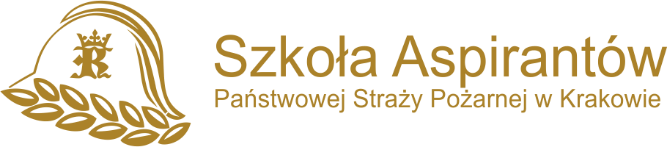 Szkoła Aspirantów
Państwowej Straży Pożarnej w Krakowie